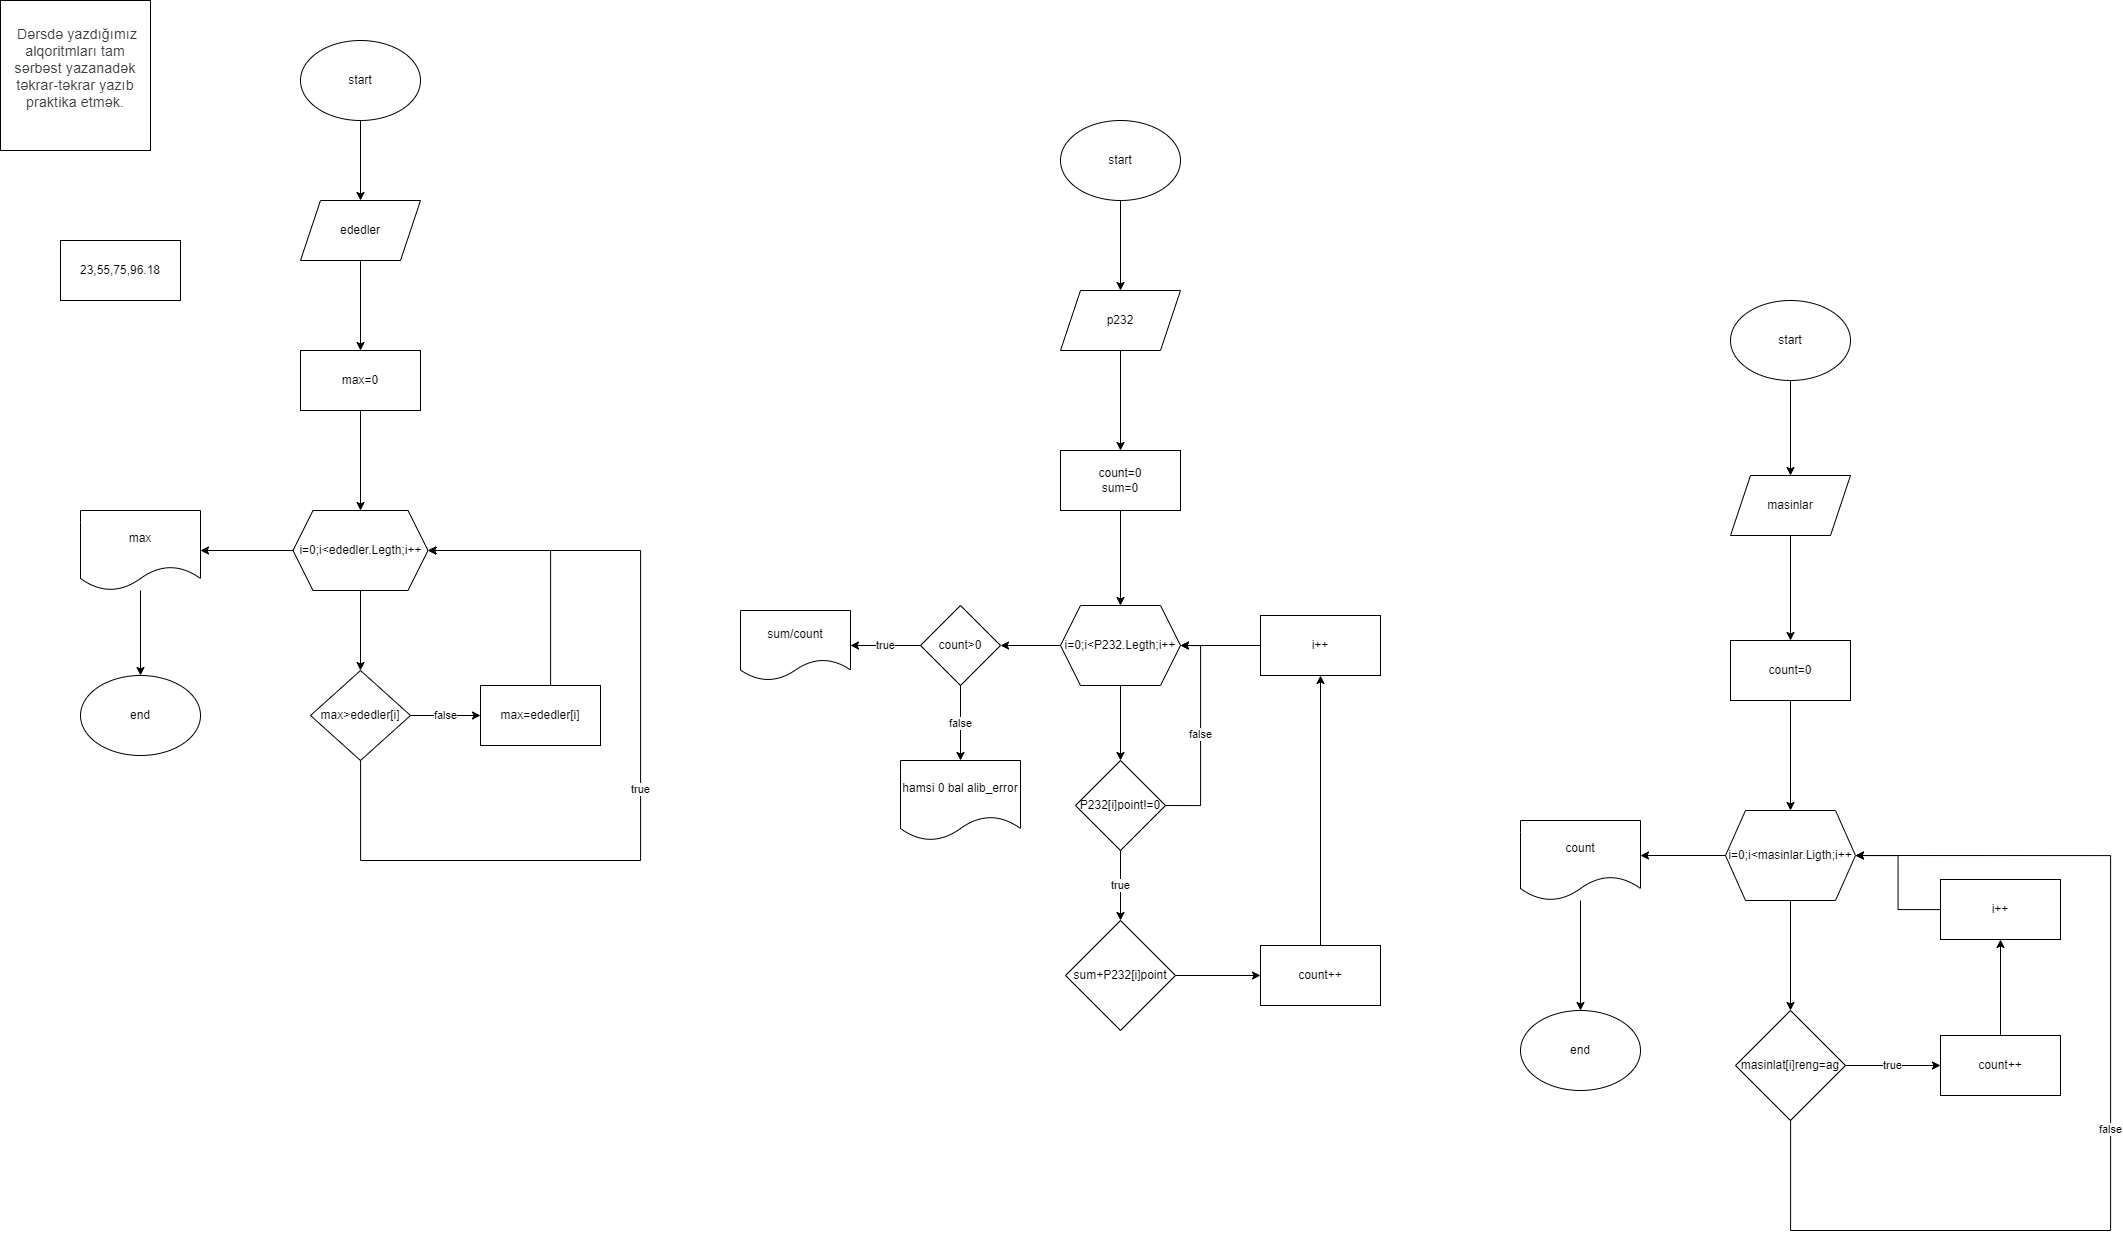 Dərsdə yazdığımız
alqoritmları tam
sərbəst yazanadək
təkrar-təkrar yazıb
praktika etmək.
23,55,75,96.18
start
ededler
max=0
i=0;i<ededler.Legth;i++
max
end
max>ededler[i]
false
max=ededler[i]
true
start
p232
count=0
sum=0
i=0;i<P232.Legth;i++
i++
count>0
true
sum/count
false
hamsi 0 bal alib_error
P232[i]point!=0
false
true
sum+P232[i]point
count++
start
masinlar
count=0
i=0;i<masinlar.Ligth;i++
count
end
i++
masinlat[i]reng=ag
true
count++
false